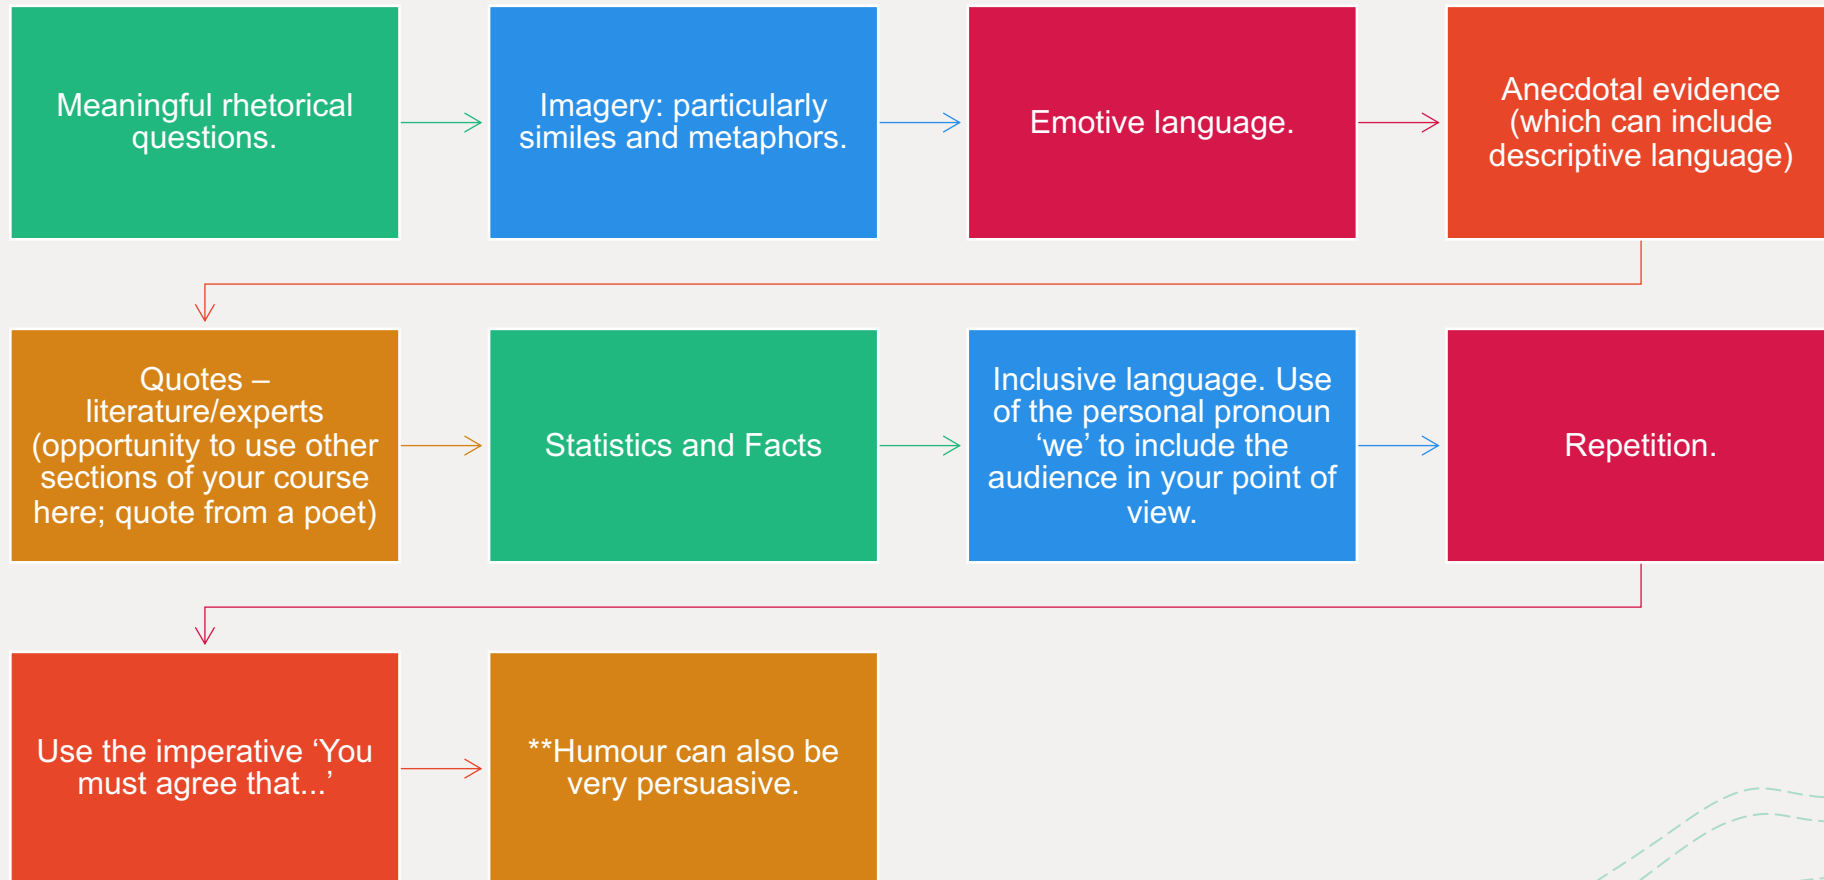 Meaningful rhetorical
questions.
Imagery: particularly
similes and metaphors.
Emotive language.
Anecdotal evidence
(which can include
descriptive language)
Quotes –
literature/experts
(opportunity to use other
sections of your course
here; quote from a poet)
Statistics and Facts
Inclusive language. Use
of the personal pronoun
‘we’ to include the
audience in your point of
view.
Repetition.
Use the imperative ‘You
must agree that...’
**Humour can also be
very persuasive.